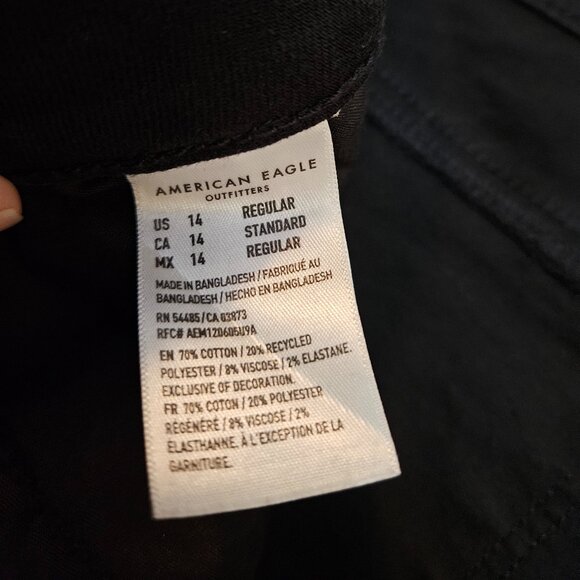 AMERICAN EAGLE
OUTFITTERS
US 14 REGULAR
CA 14 STANDARD
MX 14 REGULAR
MADE IN BANGLADESH / FABRIQUÉ AU
BANGLADESH / HECHO EN BANGLADESH
RN 54485 / CA 03873
RFC# AEM120605U9A
EN 70% COTTON / 20% RECYCLED
POLYESTER / 8% VISCOSE / 2% ELASTANE.
EXCLUSIVE OF DECORATION.
FR 70% COTON / 20% POLYESTER
RÉGÉNÉRÉ / 8% VISCOSE / 2%
ÉLASTHANNE. À L'EXCEPTION DE LA
GARNITURE.